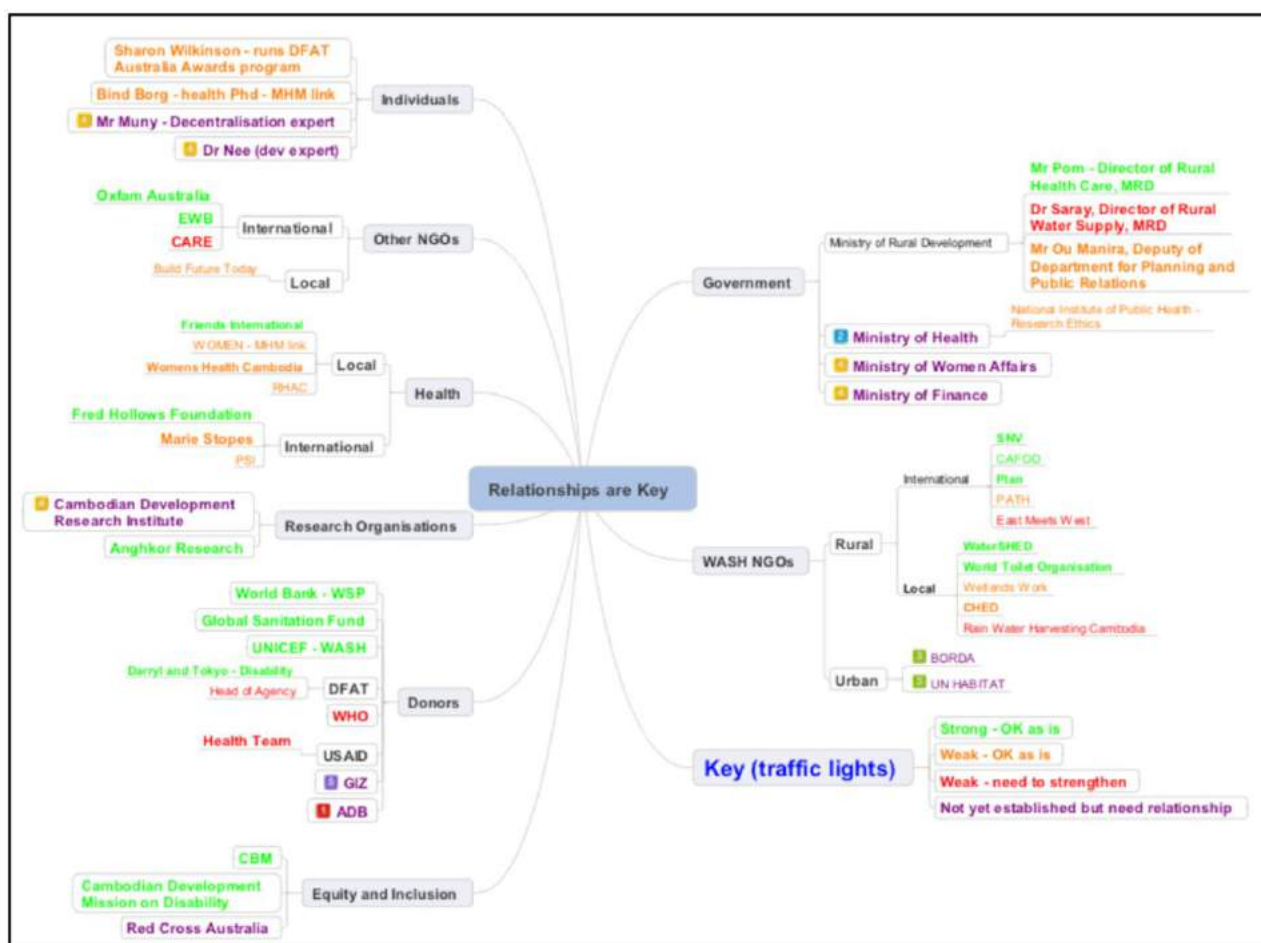 Sharon Wilkinson - runs DFAT
Australia Awards program
Bind Borg - health Phd - MHM link
4 Mr Muny - Decentralisation expert
4 Dr Nee (dev expert)
Individuals
Oxfam Australia
EWB
CARE
International
Build Future Today
Local
Other NGOs
Friends International
WOMEN - MHM link
Womens Health Cambodia
RHAC
Local
Fred Hollows Foundation
Marie Stopes
PSI
International
Health
Cambodian Development
Research Institute
Anghkor Research
Research Organisations
World Bank - WSP
Global Sanitation Fund
UNICEF - WASH
Darryl and Tokyo - Disability
Head of Agency
DFAT
WHO
Health Team
USAID
GIZ
1 ADB
Donors
CBM
Cambodian Development
Mission on Disability
Red Cross Australia
Equity and Inclusion
Relationships are Key
Government
Ministry of Rural Development
Mr Pom - Director of Rural
Health Care, MRD
Dr Saray, Director of Rural
Water Supply, MRD
Mr Ou Manira, Deputy of
Department for Planning and
Public Relations
2 Ministry of Health
National Institute of Public Health -
Research Ethics
4 Ministry of Women Affairs
4 Ministry of Finance
WASH NGOs
Rural
International
SNV
CAFOD
Plan
PATH
East Meets West
Local
WaterSHED
World Toilet Organisation
Wetlands Work
CHED
Rain Water Harvesting Cambodia
Urban
3 BORDA
3 UN HABITAT
Key (traffic lights)
Strong - OK as is
Weak - OK as is
Weak - need to strengthen
Not yet established but need relationship